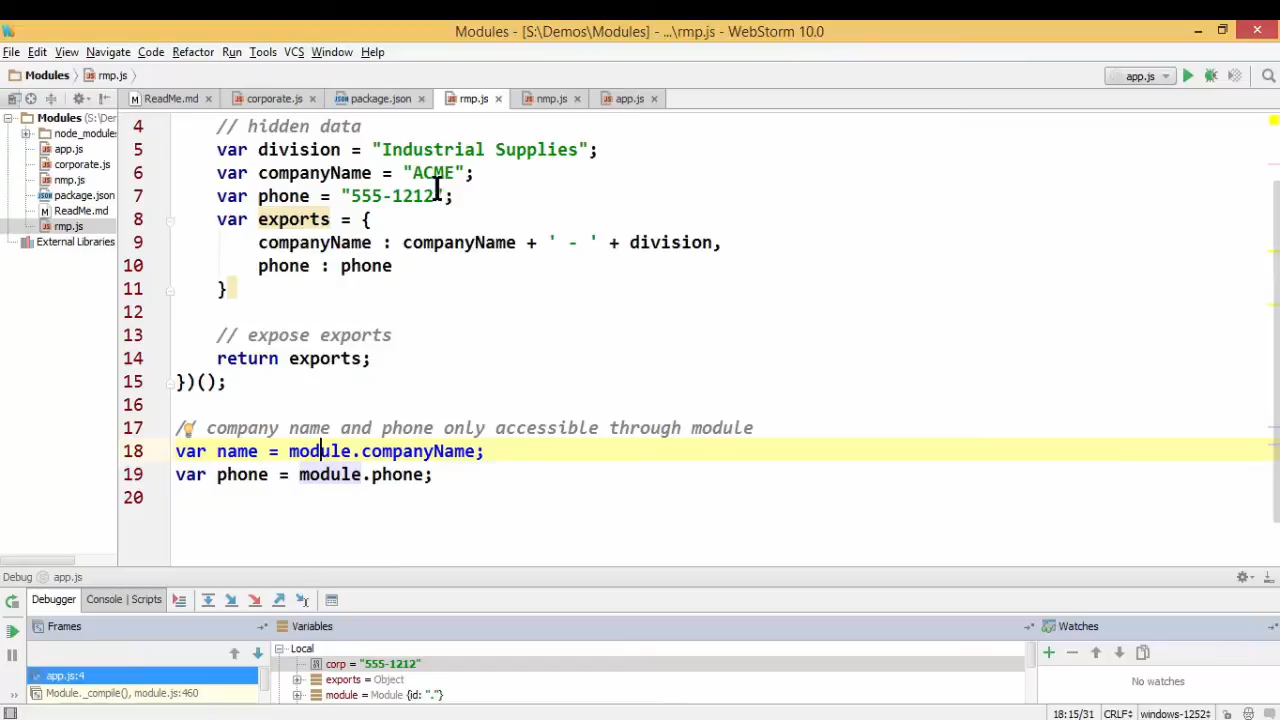 Modules - [S:\Demos\Modules] - ...\rmp.js - WebStorm 10.0
File Edit View Navigate Code Refactor Run Tools VCS Window Help
Modules rmp.js app.js
ReadMe.md corporate.js package.json rmp.js nmp.js app.js
Modules (S:\Der
node_modules
app.js
corporate.js
nmp.js
package.json
ReadMe.md
rmp.js
External Libraries
4 // hidden data
5 var division = "Industrial Supplies";
6 var companyName = "ACME";
7 var phone = "555-1212";
8 var exports = {
9 companyName : companyName + ' - ' + division,
10 phone : phone
11 }
12
13 // expose exports
14 return exports;
15 })();
16
17 // company name and phone only accessible through module
18 var name = module.companyName;
19 var phone = module.phone;
20
Debug app.js
Debugger Console | Scripts
Frames Variables Watches
app.js:4
Module._compile(), module.js:460
Local
corp = "555-1212"
exports = Object
module = Module {id: "."}
No watches
18:15/31 CRLF windows-1252